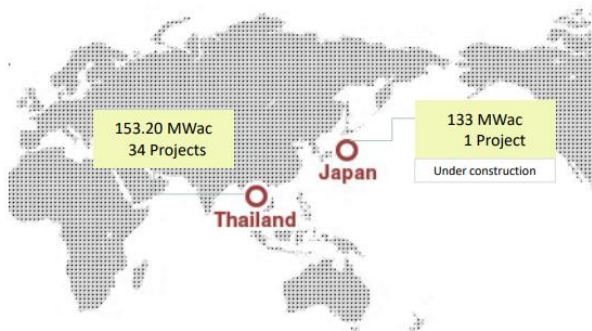 153.20 MWac
34 Projects
133 MWac
1 Project
Under construction
Japan
Thailand